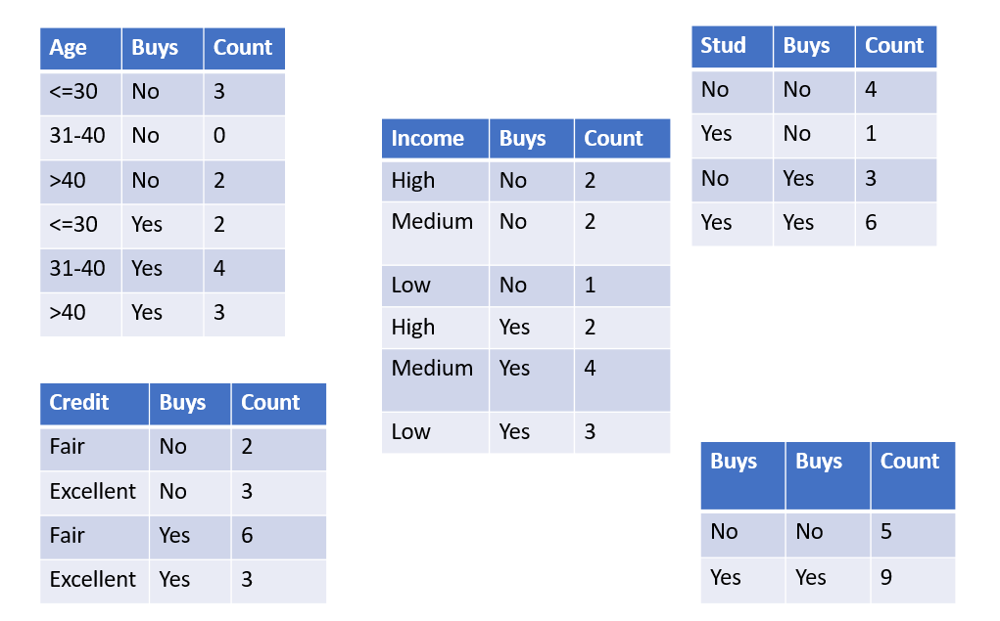 Age Buys Count
<=30 No 3
31-40 No 0
>40 No 2
<=30 Yes 2
31-40 Yes 4
>40 Yes 3
Credit Buys Count
Fair No 2
Excellent No 3
Fair Yes 6
Excellent Yes 3
Income Buys Count
High No 2
Medium No 2
Low No 1
High Yes 2
Medium Yes 4
Low Yes 3
Stud Buys Count
No No 4
Yes No 1
No Yes 3
Yes Yes 6
Buys Buys Count
No No 5
Yes Yes 9